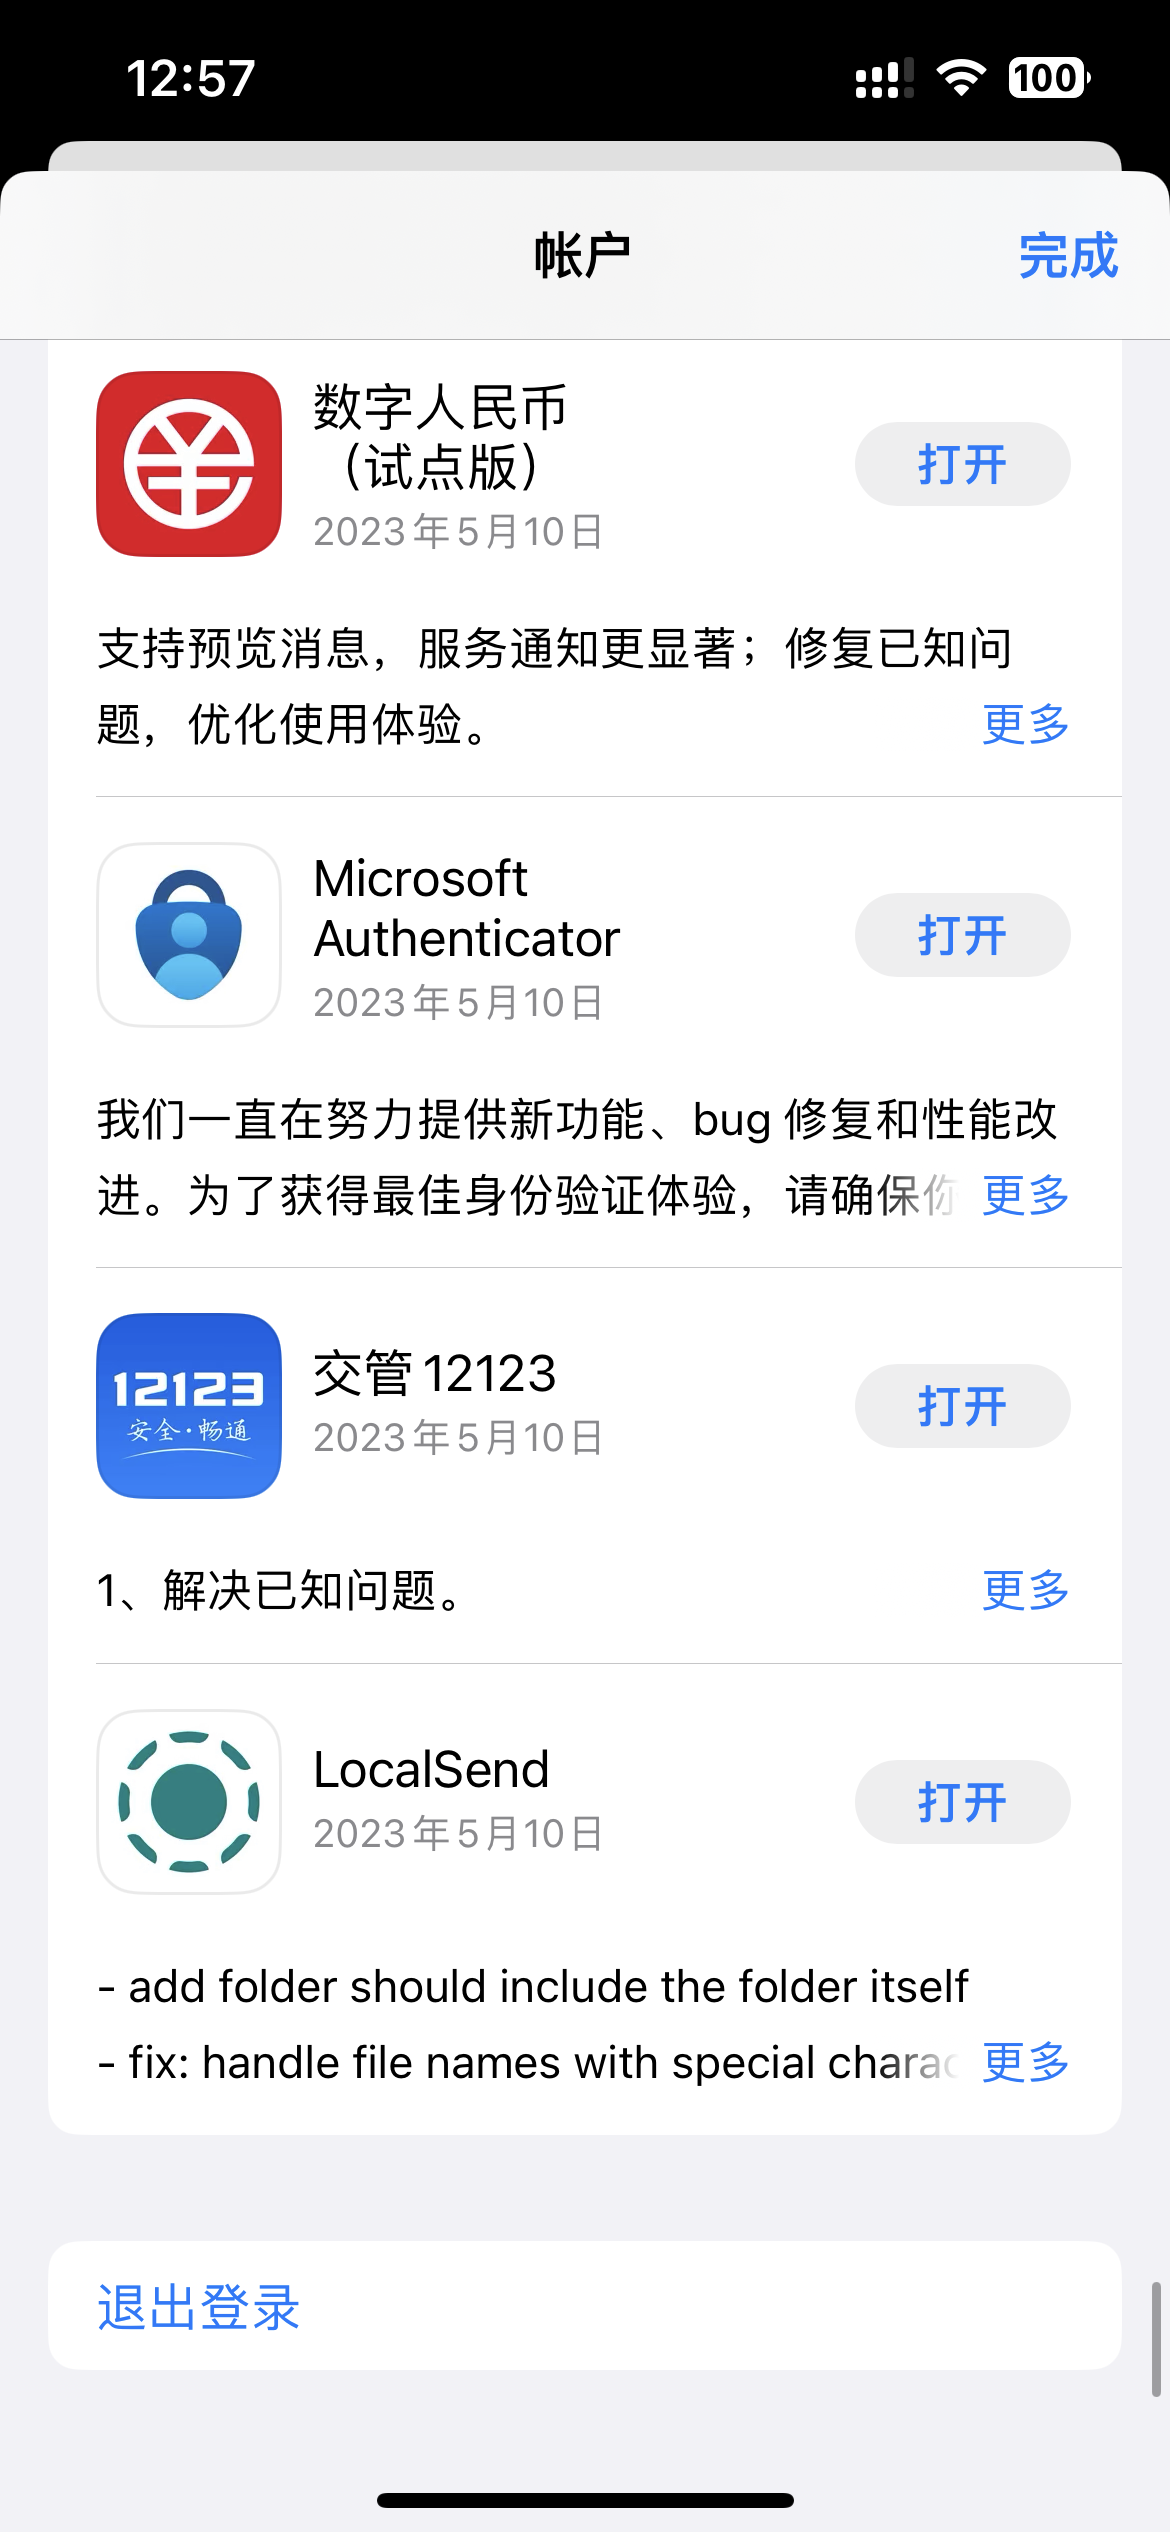 12:57
100
帐户
完成
数字人民币
（试点版）
打开
2023年5月10日
支持预览消息，服务通知更显著；修复已知问
题，优化使用体验。
更多
Microsoft
Authenticator
打开
2023年5月10日
我们一直在努力提供新功能、bug 修复和性能改
进。为了获得最佳身份验证体验，请确保你
更多
12123
安全·畅通
交管 12123
打开
2023年5月10日
1、解决已知问题。
更多
LocalSend
打开
2023年5月10日
- add folder should include the folder itself
- fix: handle file names with special charac
更多
退出登录